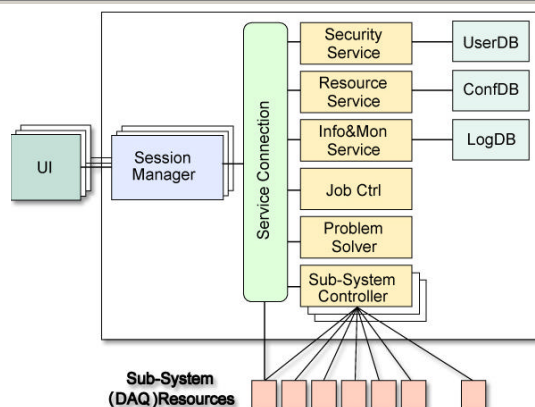 Security
Service
UserDB
Resource
Service
ConfDB
Info&Mon
Service
LogDB
UI
Session
Manager
Service Connection
Job Ctrl
Problem
Solver
Sub-System
Controller
Sub-System
(DAQ )Resources